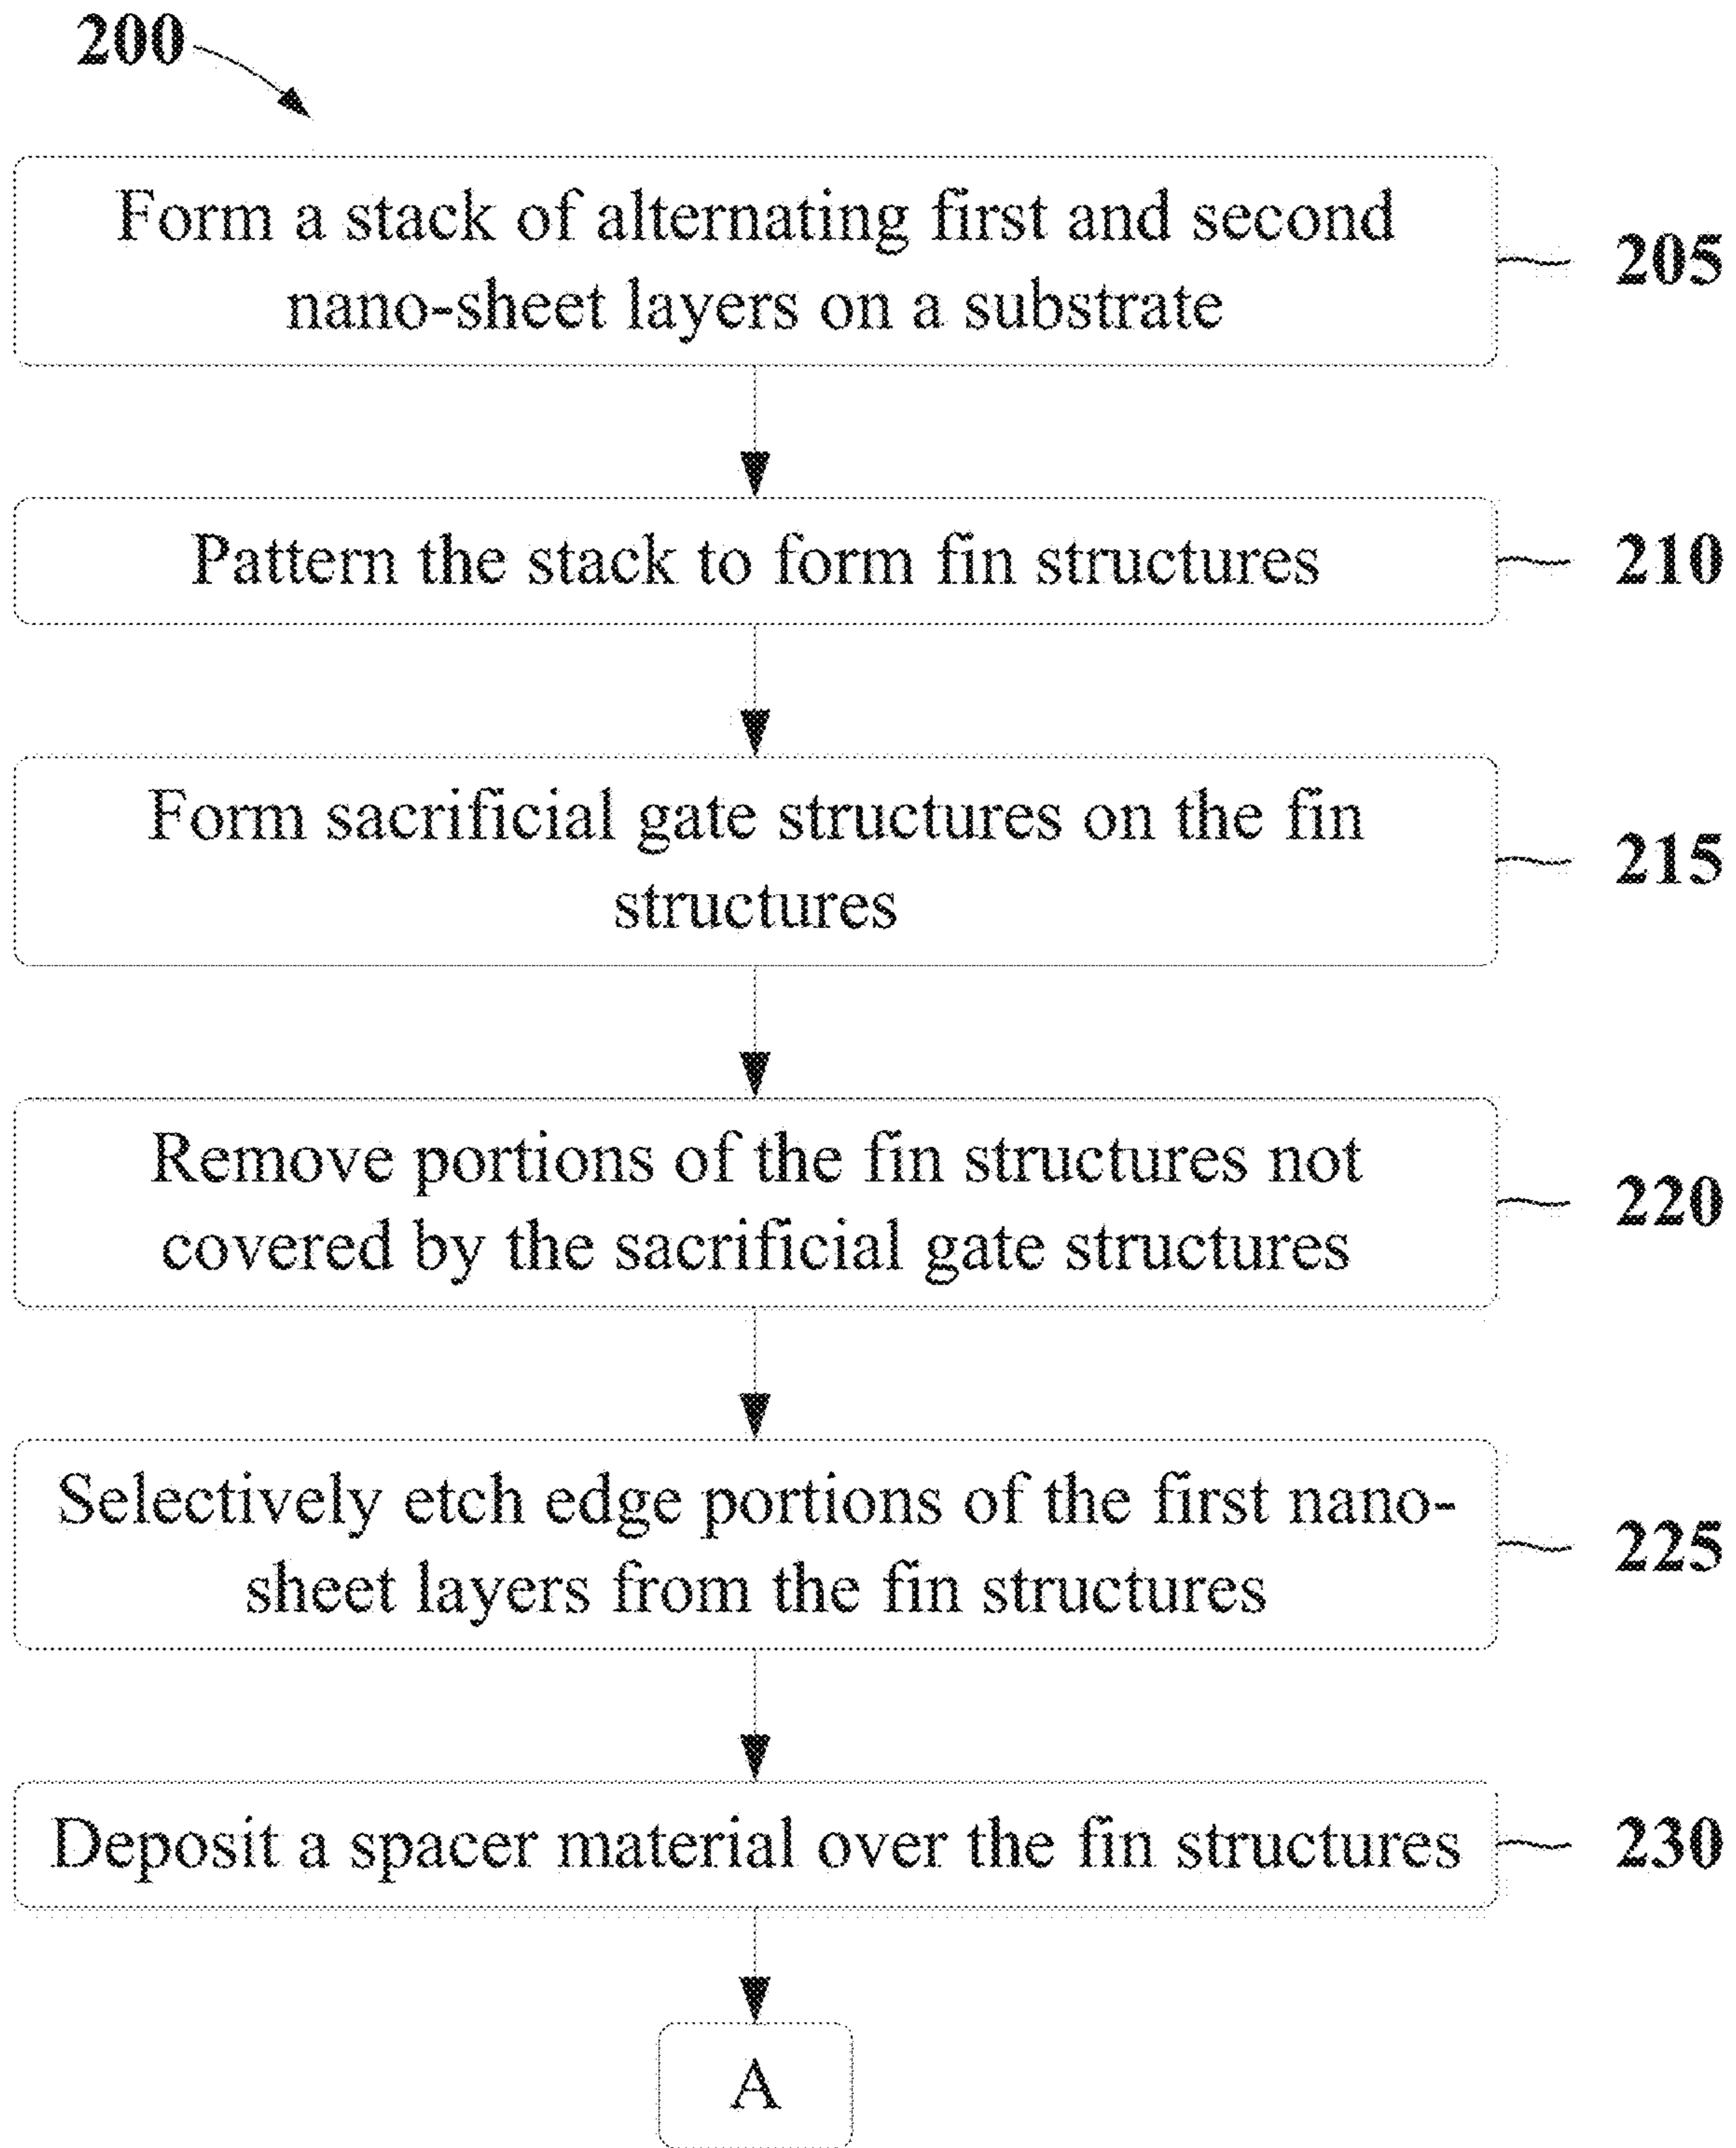 200
Form a stack of alternating first and second
nano-sheet layers on a substrate
205
Pattern the stack to form fin structures
210
Form sacrificial gate structures on the fin
structures
215
Remove portions of the fin structures not
covered by the sacrificial gate structures
220
Selectively etch edge portions of the first nano-
sheet layers from the fin structures
225
Deposit a spacer material over the fin structures
230
A